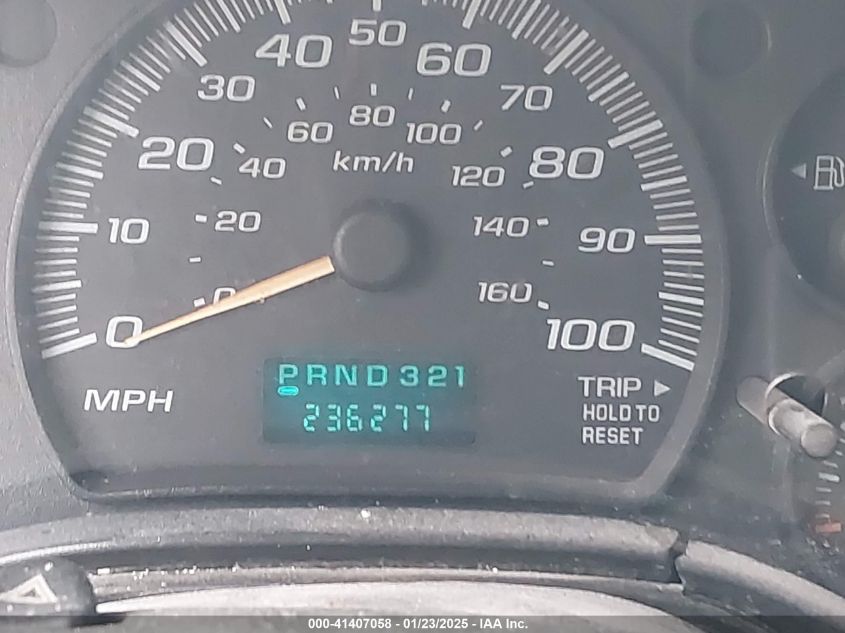 50
40 60
30 70
80
60 100
20 80
40 km/h 120
10 20 140 90
0 0 160 100
PRND321
236277
MPH
TRIP
HOLD TO
RESET
000-41407058 - 01/23/2025 - IAA Inc.